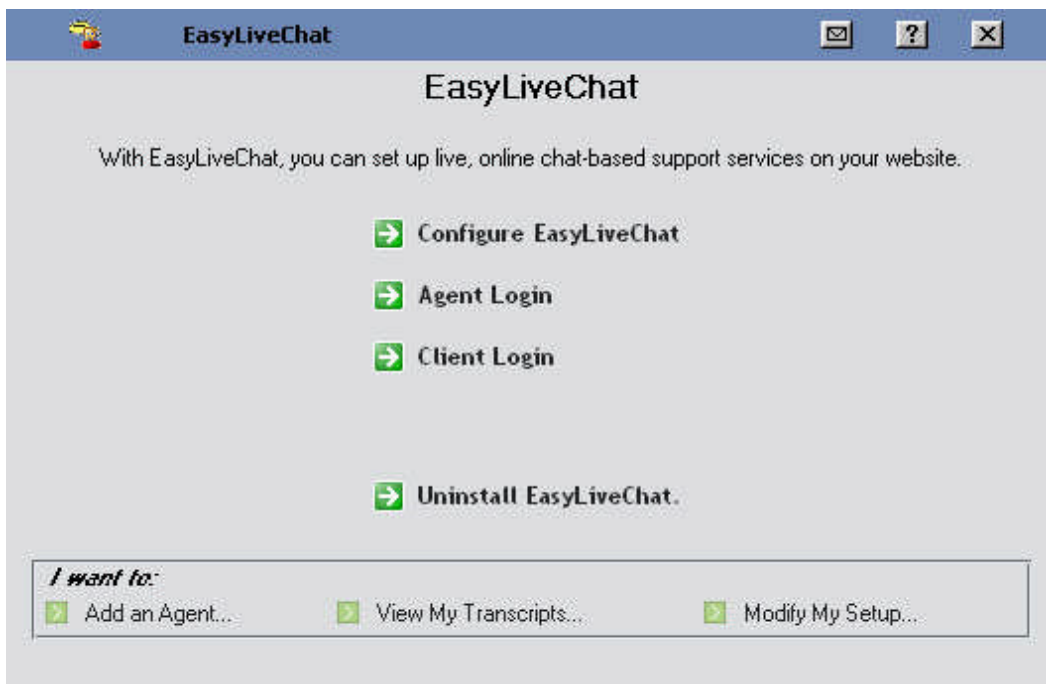 EasyLiveChat
EasyLiveChat
With EasyLiveChat, you can set up live, online chat-based support services on your website.
Configure EasyLiveChat
Agent Login
Client Login
Uninstall EasyLiveChat.
I want to:
Add an Agent... View My Transcripts... Modify My Setup...